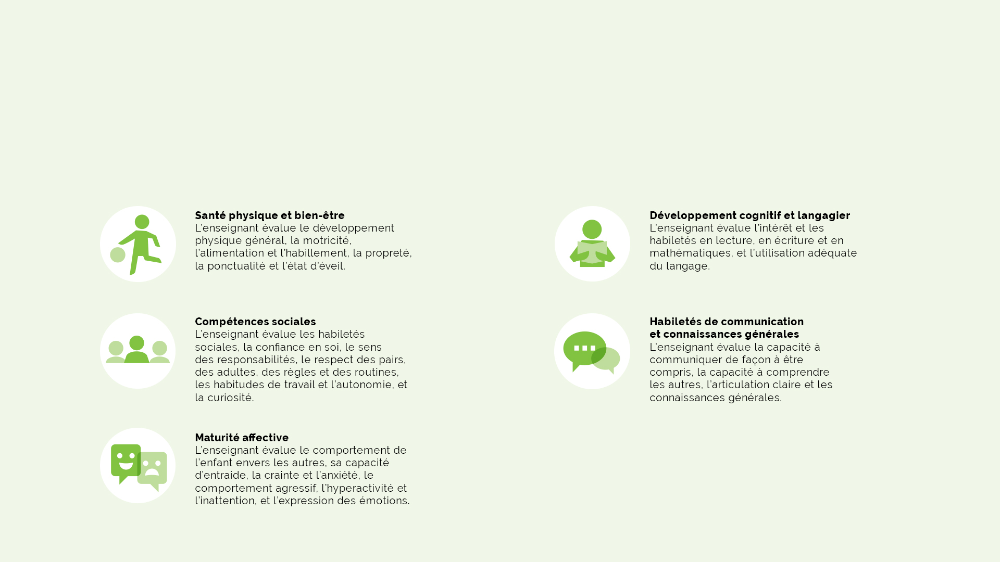 Santé physique et bien-être
L’enseignant évalue le développement
physique général, la motricité,
l’alimentation et l’habillement, la propreté,
la ponctualité et l’état d’éveil.
Compétences sociales
L’enseignant évalue les habiletés
sociales, la confiance en soi, le sens
des responsabilités, le respect des pairs,
des adultes, des règles et des routines,
les habitudes de travail et l’autonomie, et
la curiosité.
Maturité affective
L’enseignant évalue le comportement de
l’enfant envers les autres, sa capacité
d’entraide, la crainte et l’anxiété, le
comportement agressif, l’hyperactivité et
l’inattention, et l’expression des émotions.
Développement cognitif et langagier
L’enseignant évalue l’intérêt et les
habiletés en lecture, en écriture et en
mathématiques, et l’utilisation adéquate
du langage.
Habiletés de communication
et connaissances générales
L’enseignant évalue la capacité à
communiquer de façon à être
compris, la capacité à comprendre
les autres, l’articulation claire et les
connaissances générales.